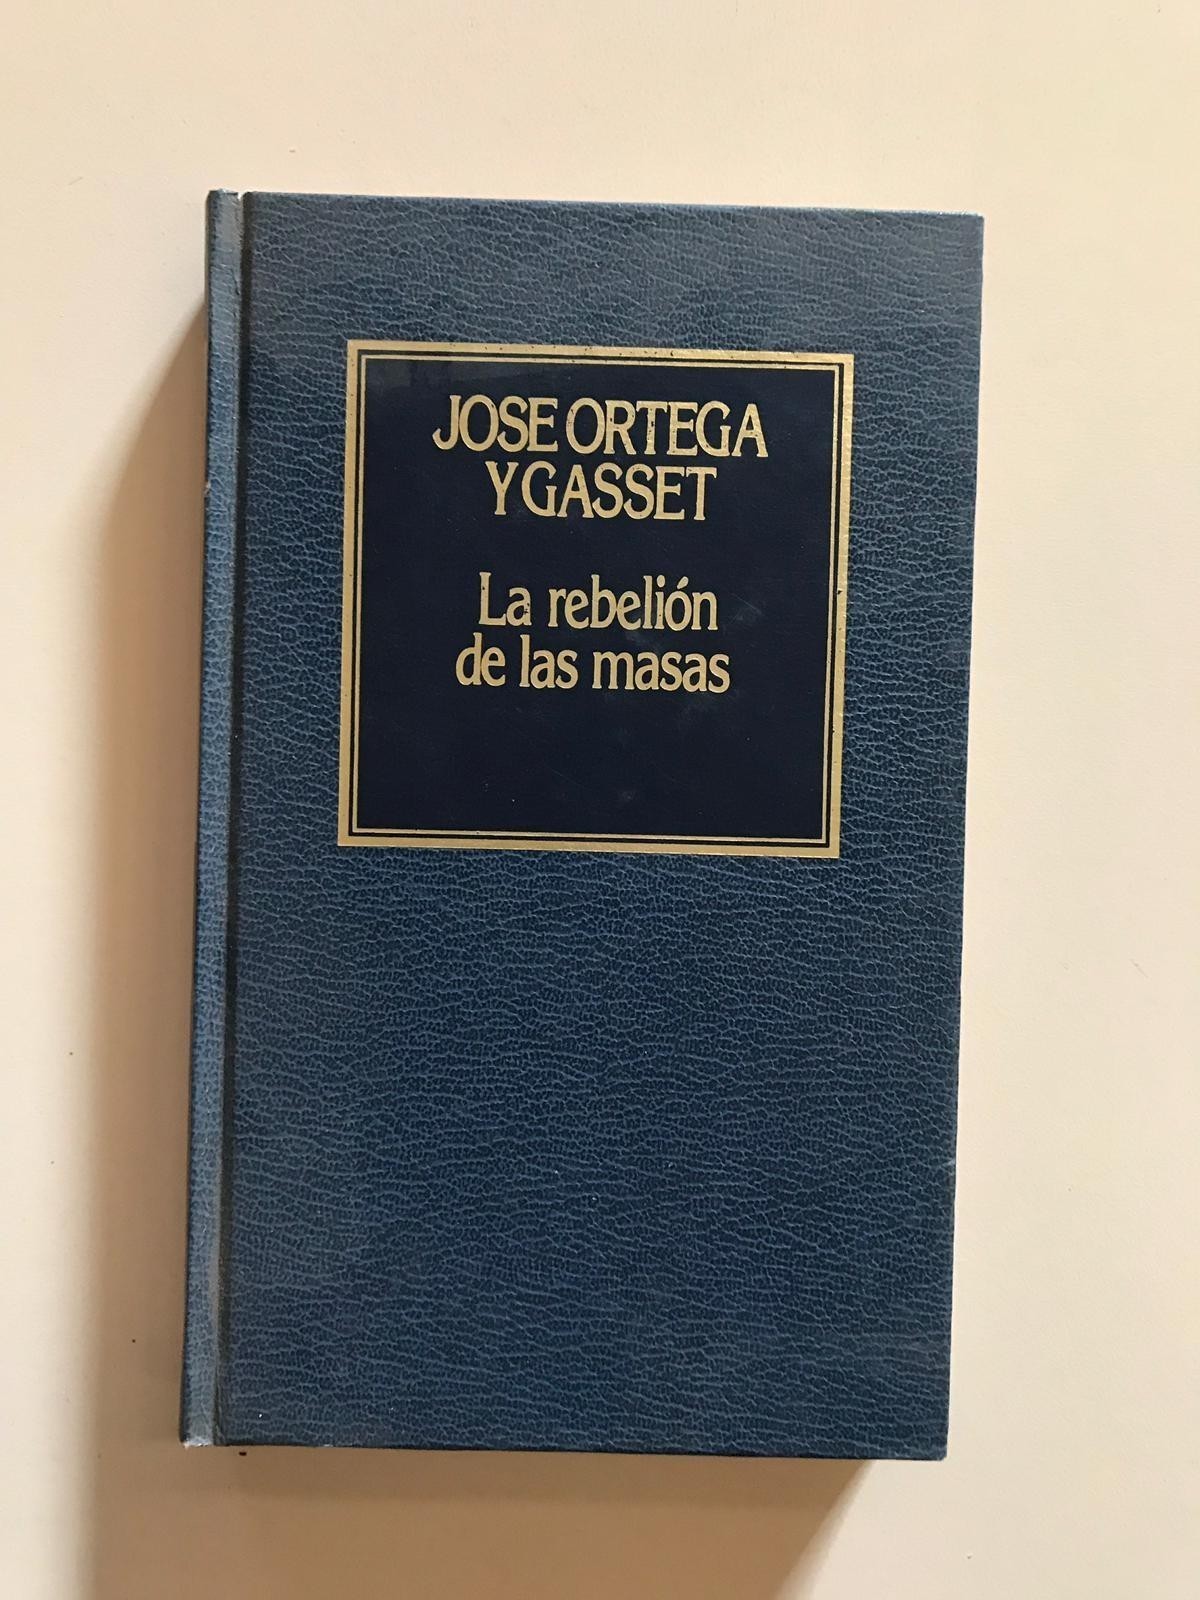 JOSE ORTEGA
Y GASSET
La rebelión
de las masas